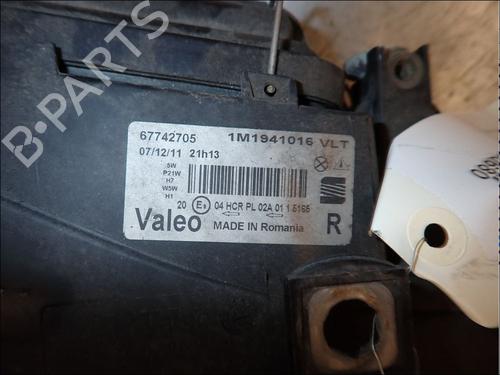 B-PARTS
67742705 1M1941016 VLT
07/12/11 21h13
5W
P21W
H7
W5W
H1
20 E 04 HCR PL 02A 01 1 5165
Valeo MADE IN Romania R